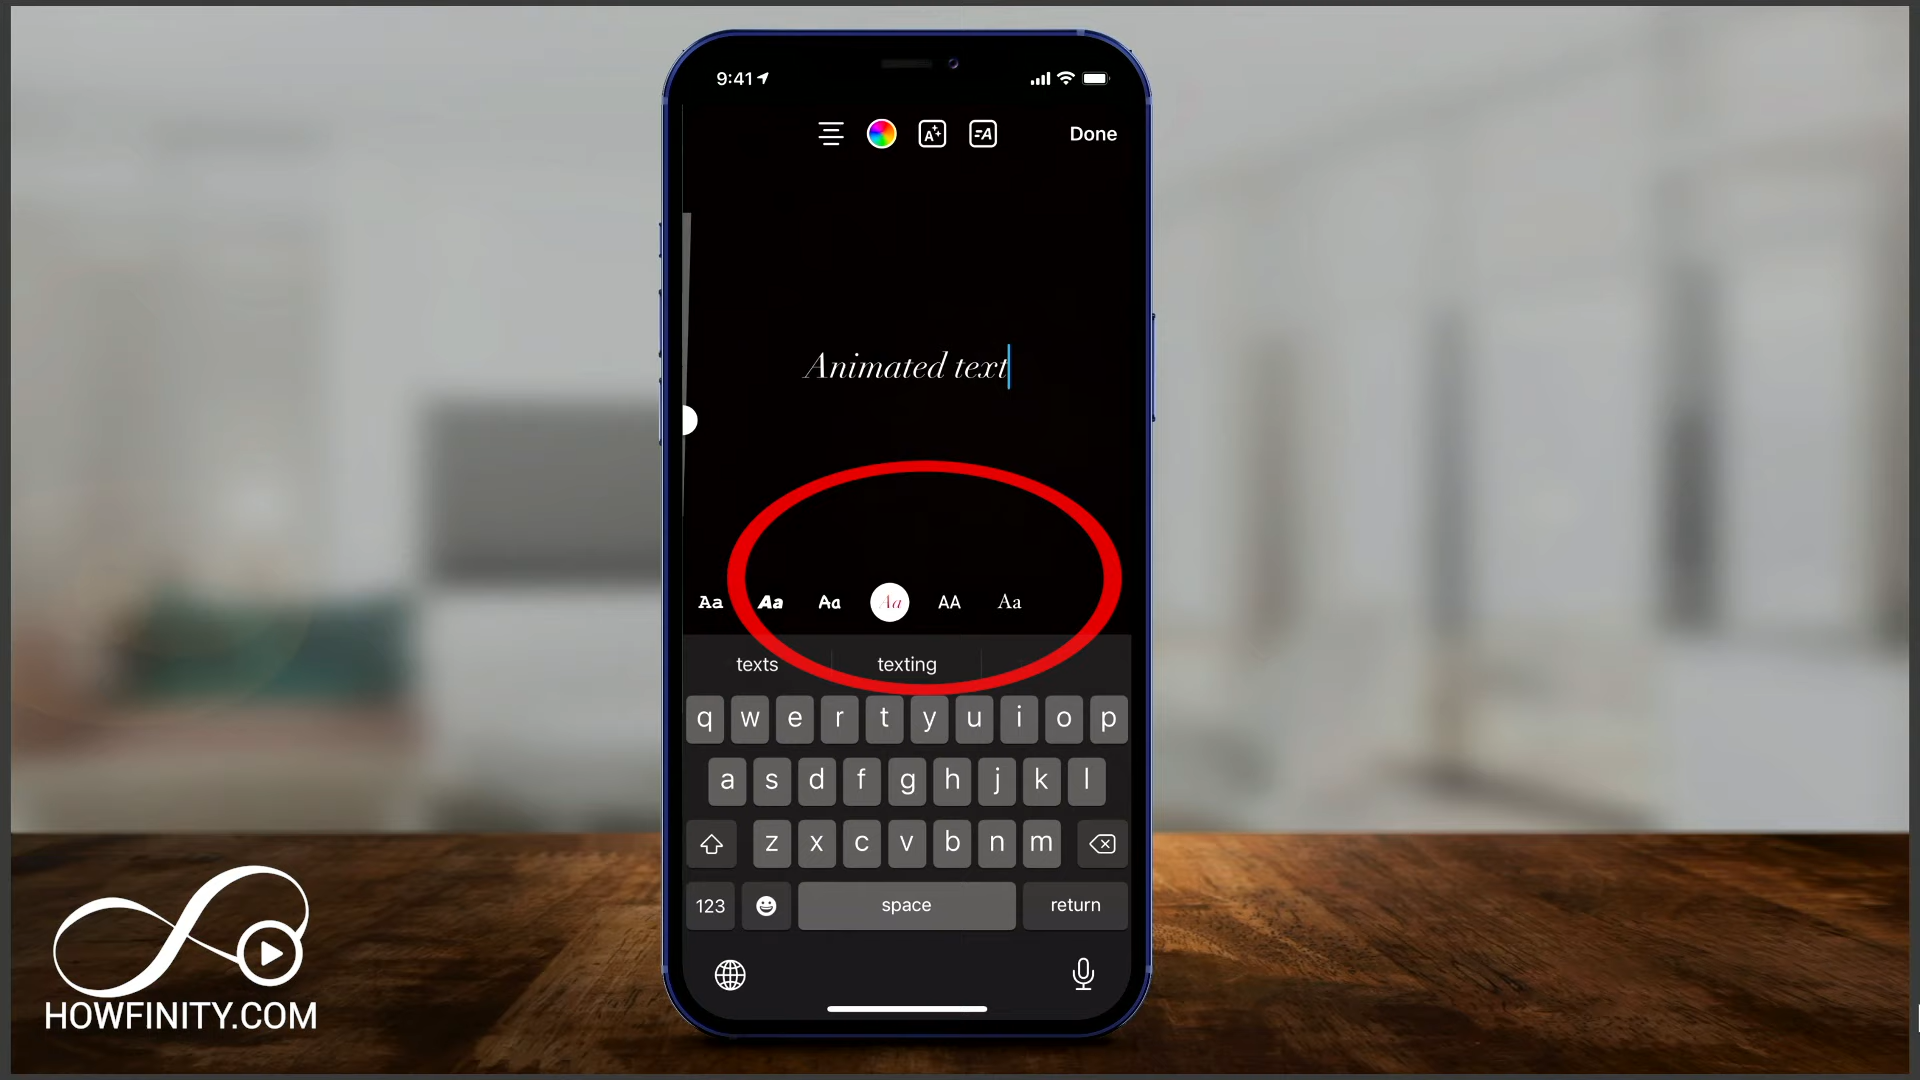 9:41
A
=A
Done
Animated text
Aa Aa Aa Aa AA Aa
texts texting
q w e r t y u i o p
a s d f g h j k l
z x c v b n m
123 space return
HOWFINITY.COM